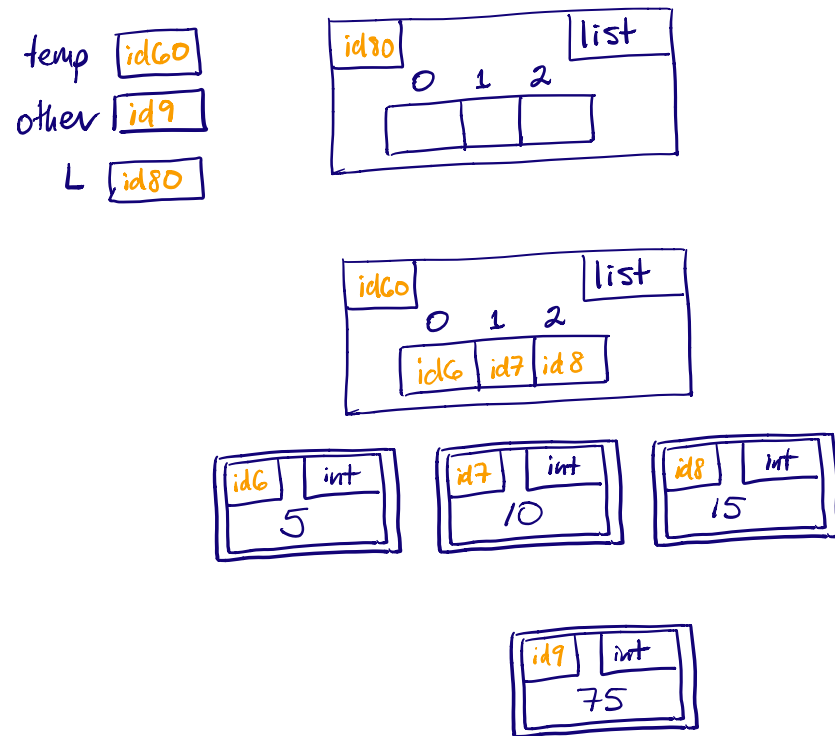 temp id60
other id9
L id80
id80 list
0 1 2
id60 list
0 1 2
id6 id7 id8
id6 int
5
id7 int
10
id8 int
15
id9 int
75